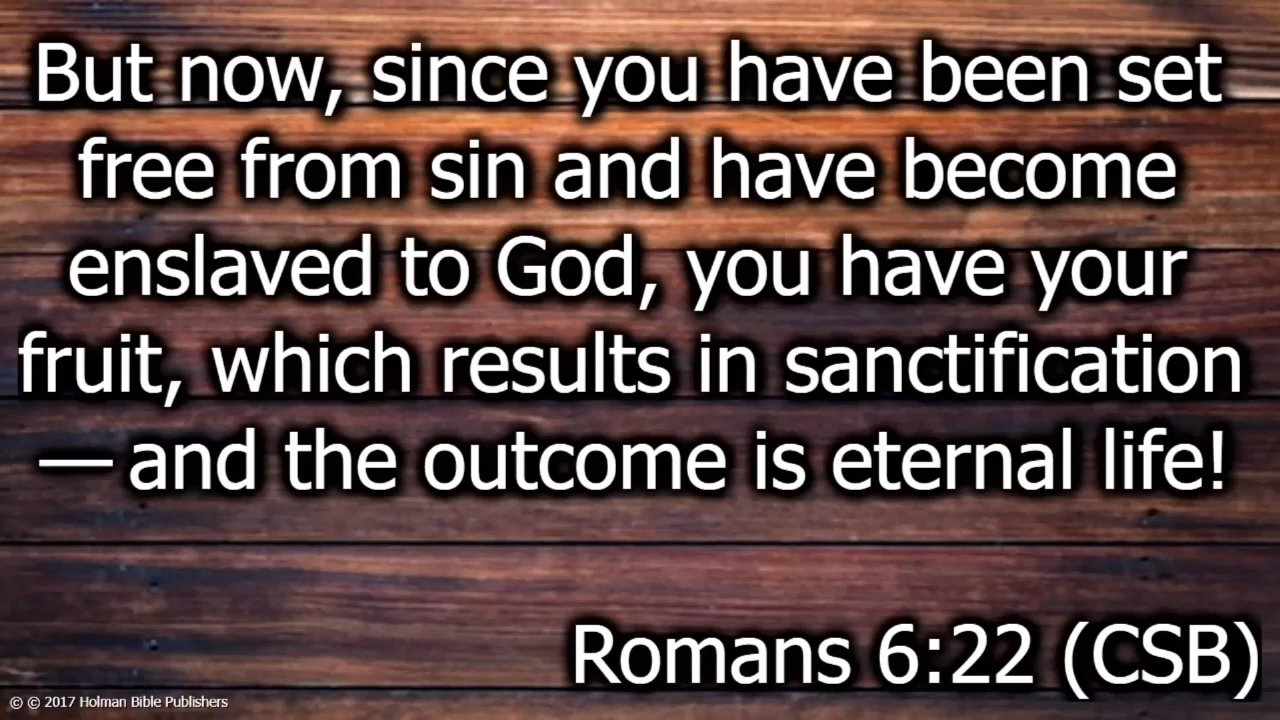 But now, since you have been set
free from sin and have become
enslaved to God, you have your
fruit, which results in sanctification
— and the outcome is eternal life!
Romans 6:22 (CSB)
© © 2017 Holman Bible Publishers